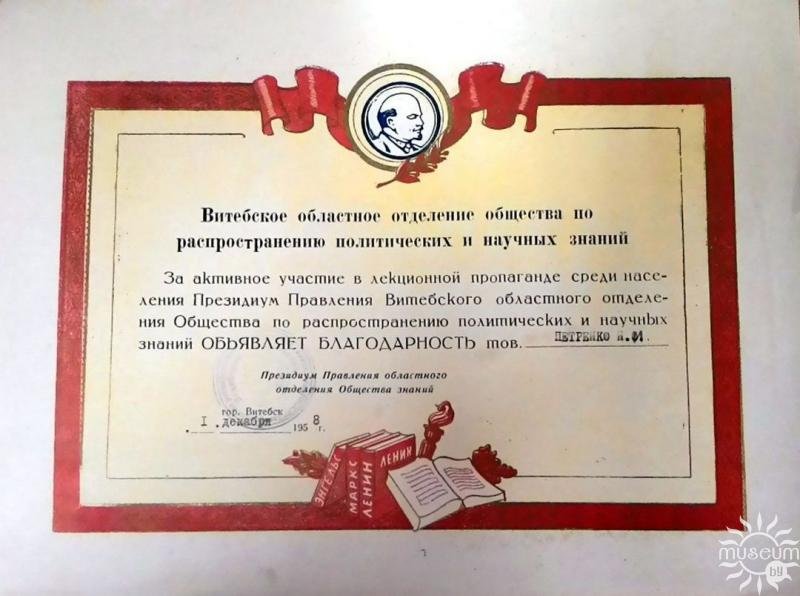 Витебское областное отделение общества по
распространению политических и научных знаний
За активное участие в лекционной пропаганде среди насе-
ления Президиум Правления Витебского областного отделе-
ния Общества по распространению политических и научных
знаний ОБЬЯВЛЯЕТ БЛАГОДАРНОСТЬ тов. ПЕТРЕНКО
Президиум Правления областного
отделения Общества знаний
гор. Витебск
I. декабря 1958 г.
ЭНГЕЛЬС
МАРКС
ЛЕНИН
ЛЕНИН
museum
by